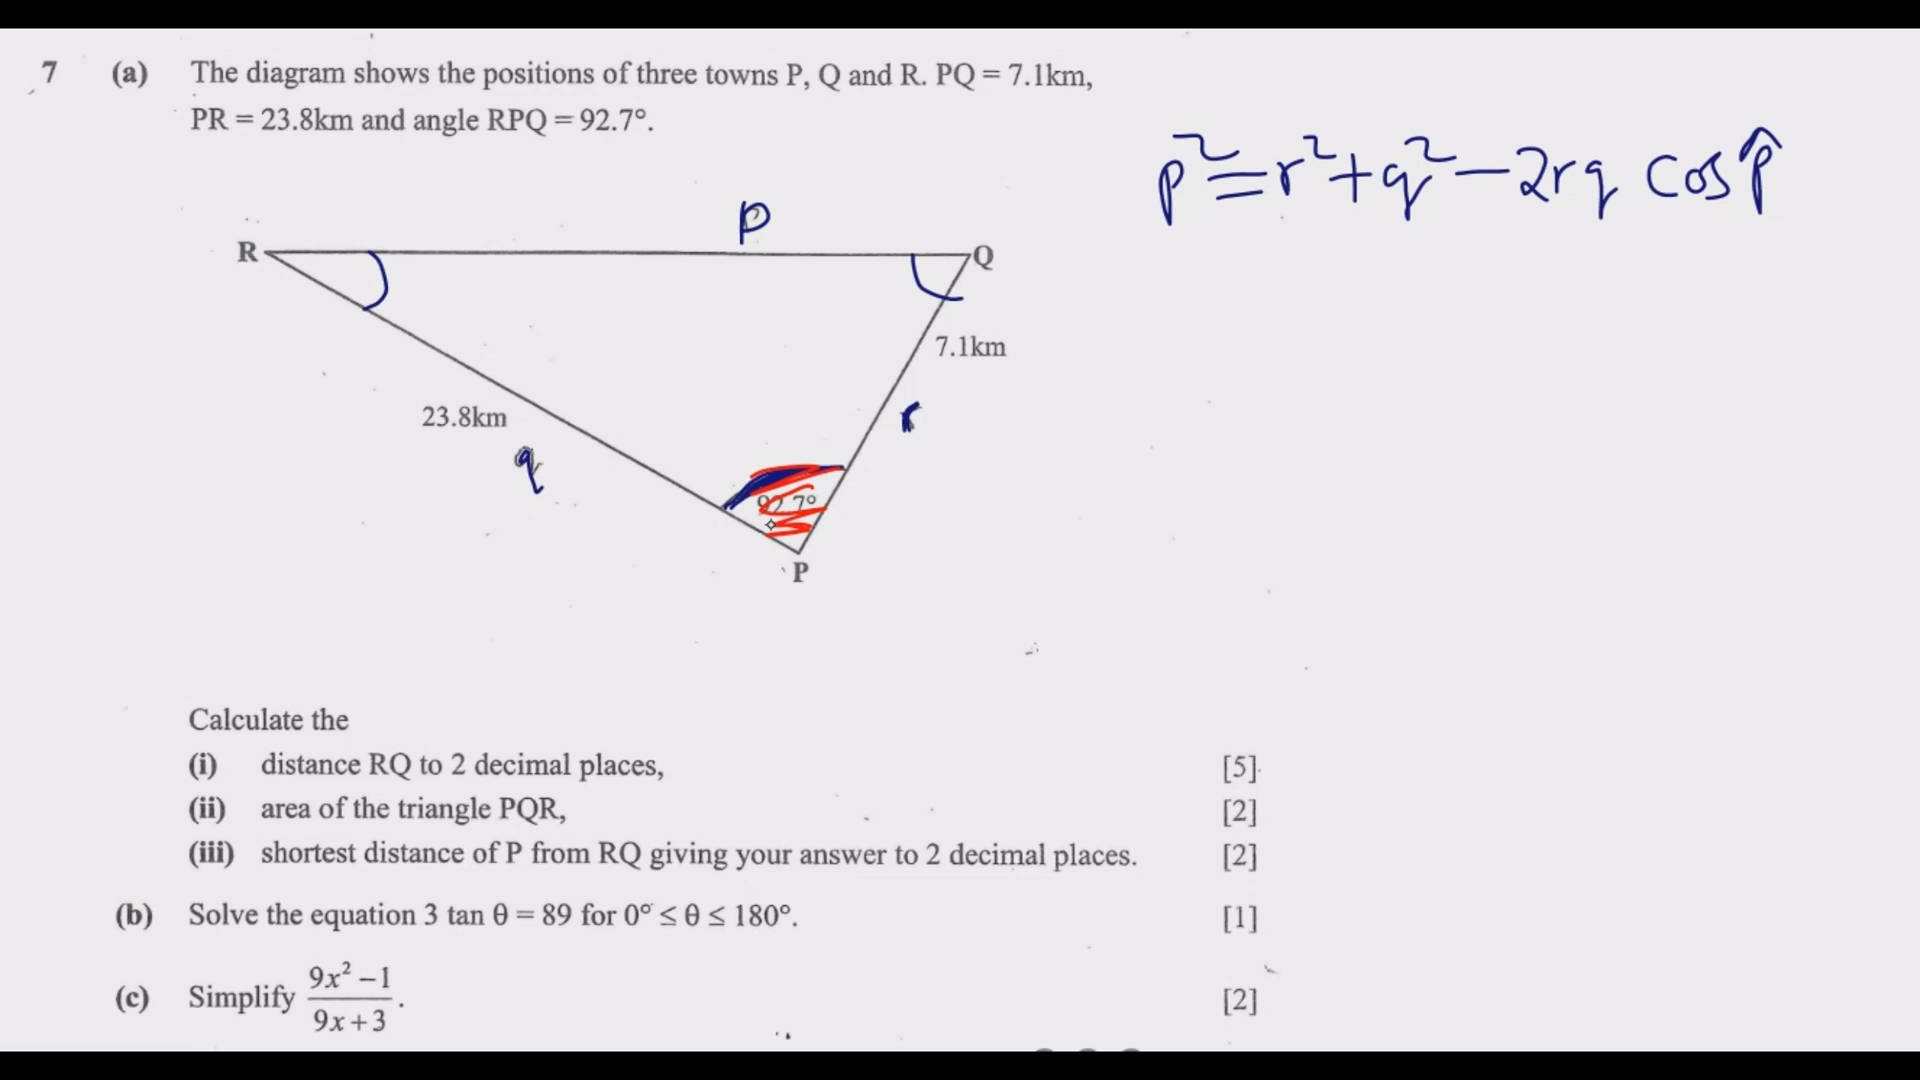 7 (a) The diagram shows the positions of three towns P, Q and R. PQ = 7.1km,
PR = 23.8km and angle RPQ = 92.7°.
p² = r² + q² – 2rq cos p̂
p
R
Q
7.1km
23.8km
r
q
92.7°
P
Calculate the
(i) distance RQ to 2 decimal places, [5]
(ii) area of the triangle PQR, [2]
(iii) shortest distance of P from RQ giving your answer to 2 decimal places. [2]
(b) Solve the equation 3 tan θ = 89 for 0° ≤ θ ≤ 180°. [1]
(c) Simplify (9x² – 1)/(9x + 3). [2]